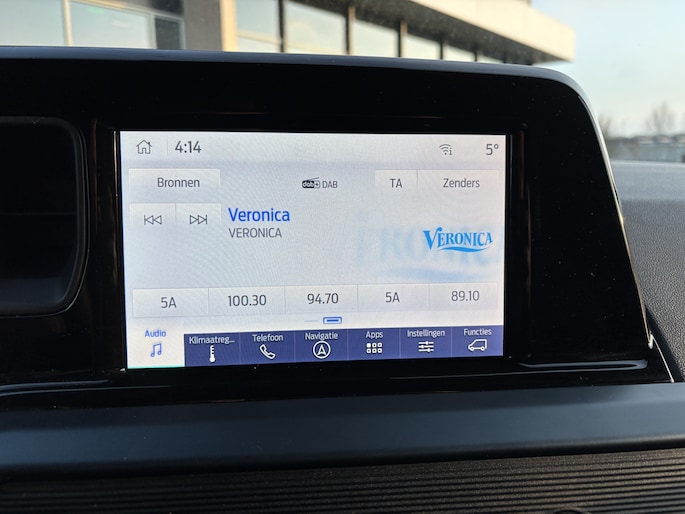 4:14
5°
Bronnen
dab+ DAB
TA
Zenders
Veronica
VERONICA
VERONICA
5A
100.30
94.70
5A
89.10
Audio
Klimaatreg...
Telefoon
Navigatie
Apps
Instellingen
Functies